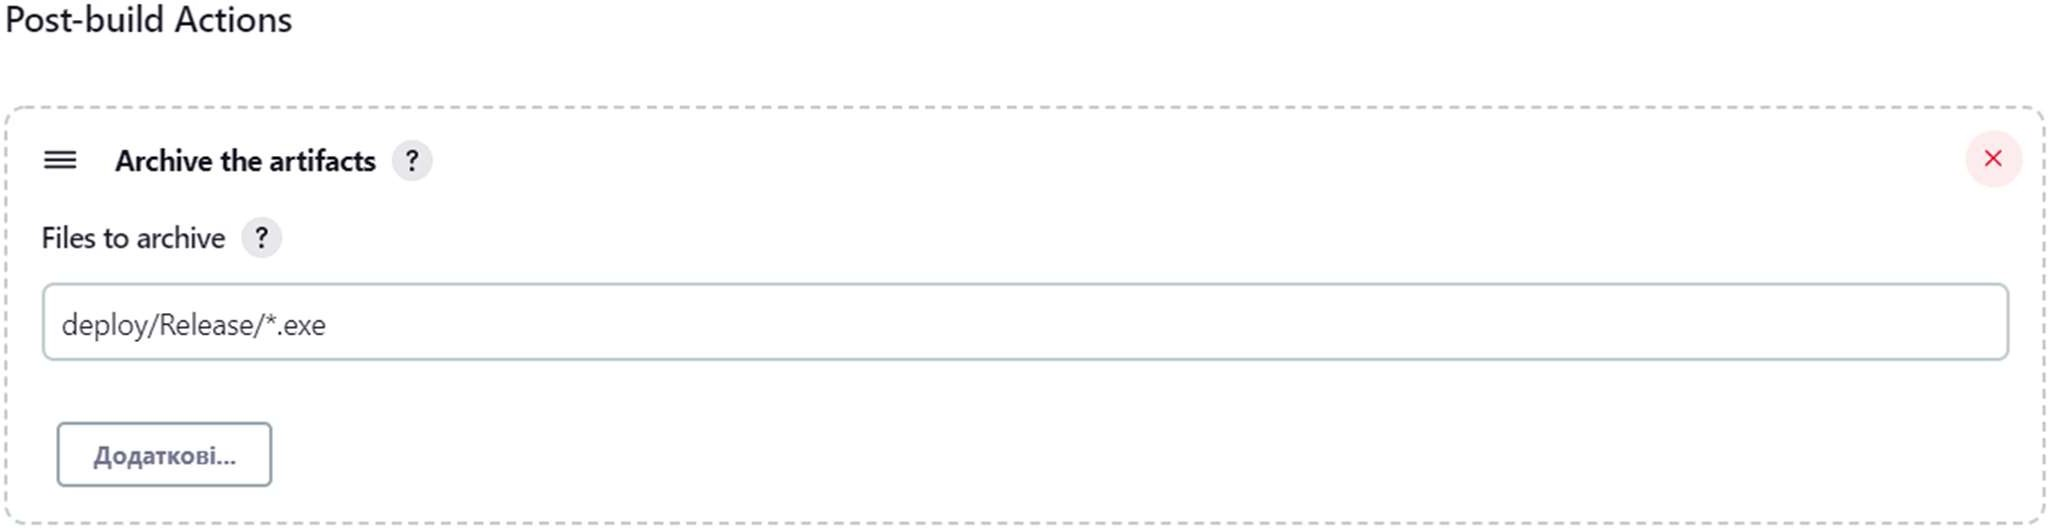 Post-build Actions
Archive the artifacts ?
Files to archive ?
deploy/Release/*.exe
Додаткові...